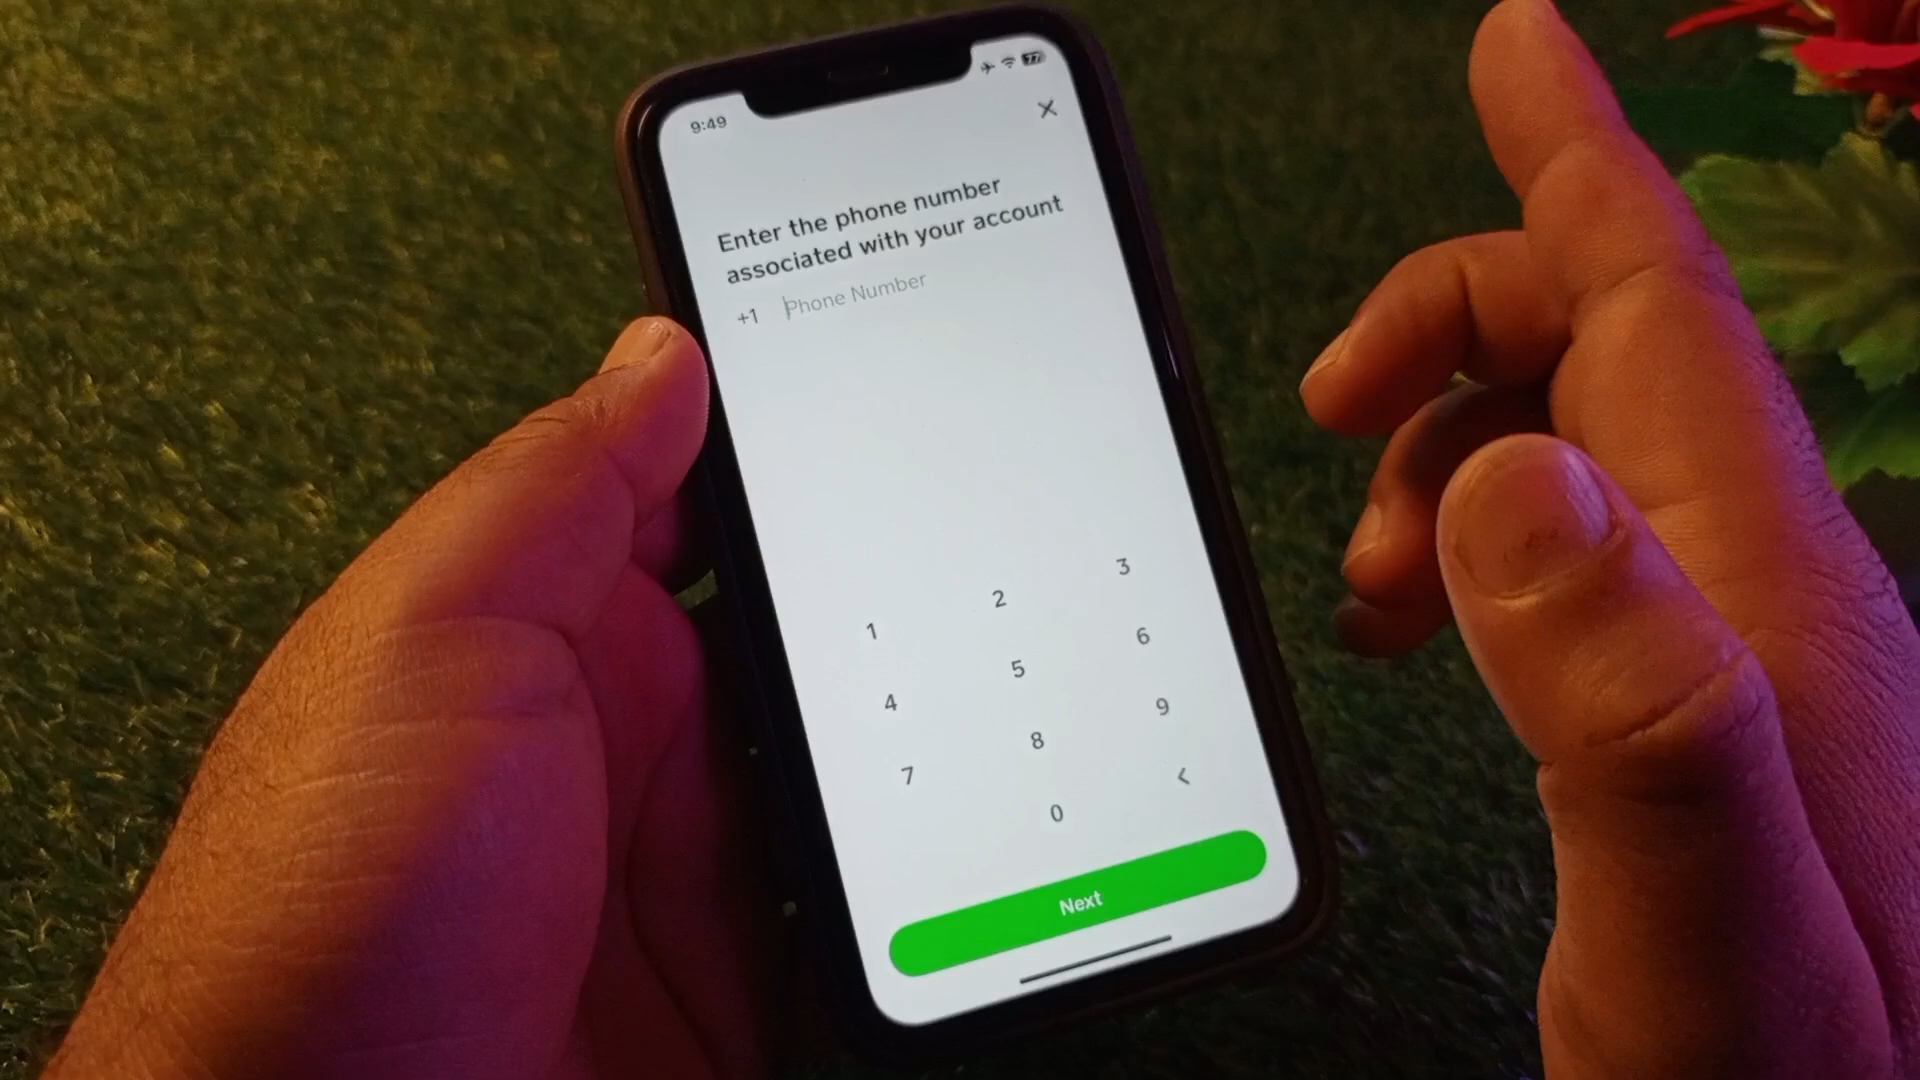 9:49
77
Enter the phone number
associated with your account
+1 Phone Number
1 2 3
4 5 6
7 8 9
0 <
Next